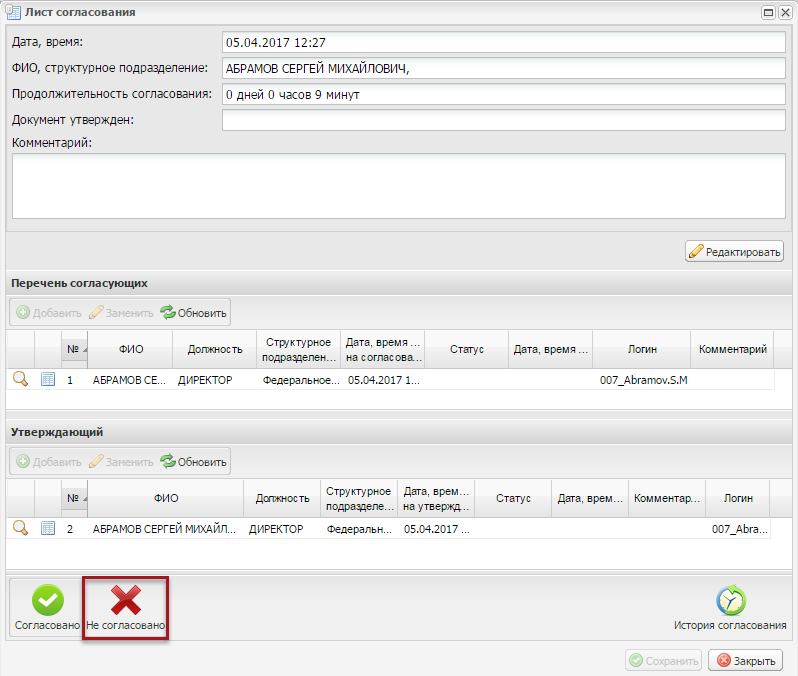 Лист согласования
Дата, время: 05.04.2017 12:27
ФИО, структурное подразделение: АБРАМОВ СЕРГЕЙ МИХАЙЛОВИЧ,
Продолжительность согласования: 0 дней 0 часов 9 минут
Документ утвержден:
Комментарий:
Редактировать
Перечень согласующих
Добавить Заменить Обновить
№ ФИО Должность Структурное подразделен... Дата, время ... на согласова... Статус Дата, время ... Логин Комментарий
1 АБРАМОВ СЕ... ДИРЕКТОР Федеральное... 05.04.2017 1... 007_Abramov.S.M
Утверждающий
Добавить Заменить Обновить
№ ФИО Должность Структурное подразделе... Дата, врем... на утвержд... Статус Дата, врем... Комментар... Логин
2 АБРАМОВ СЕРГЕЙ МИХАЙЛ... ДИРЕКТОР Федеральн... 05.04.2017 ... 007_Abra...
Согласовано Не согласовано История согласования
Сохранить Закрыть